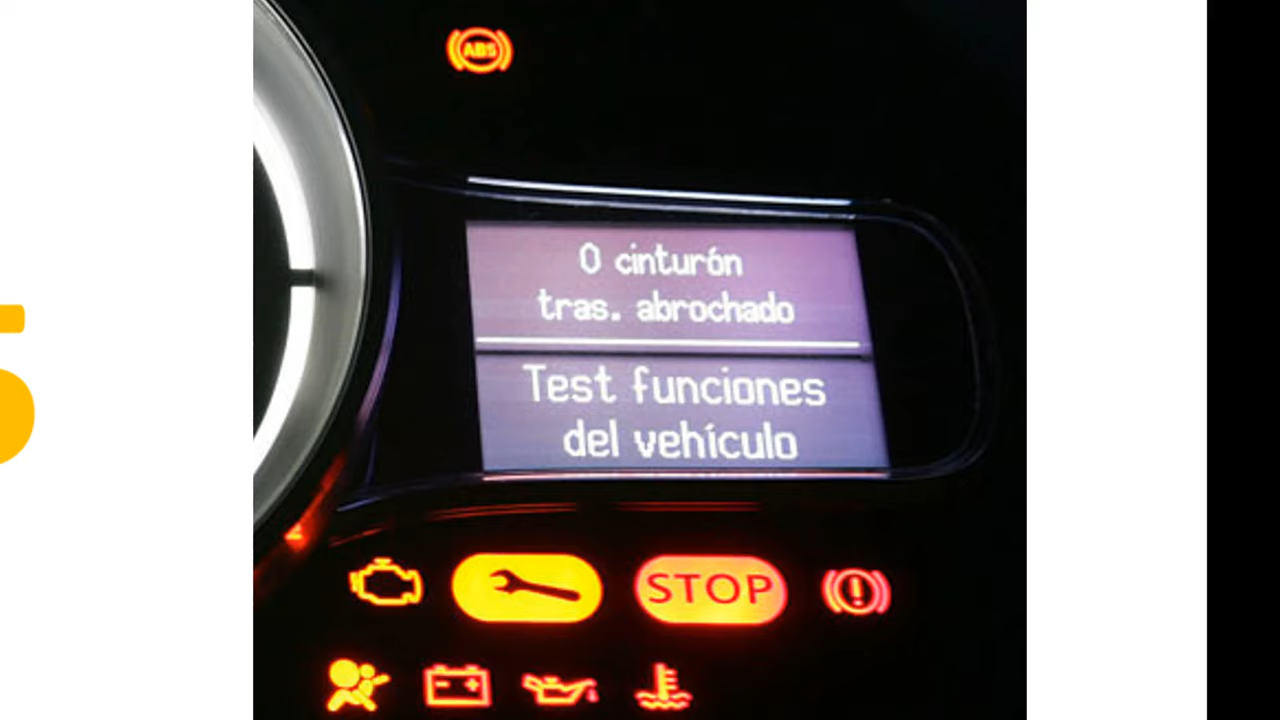 ABS
0 cinturón
tras. abrochado
Test funciones
del vehículo
STOP